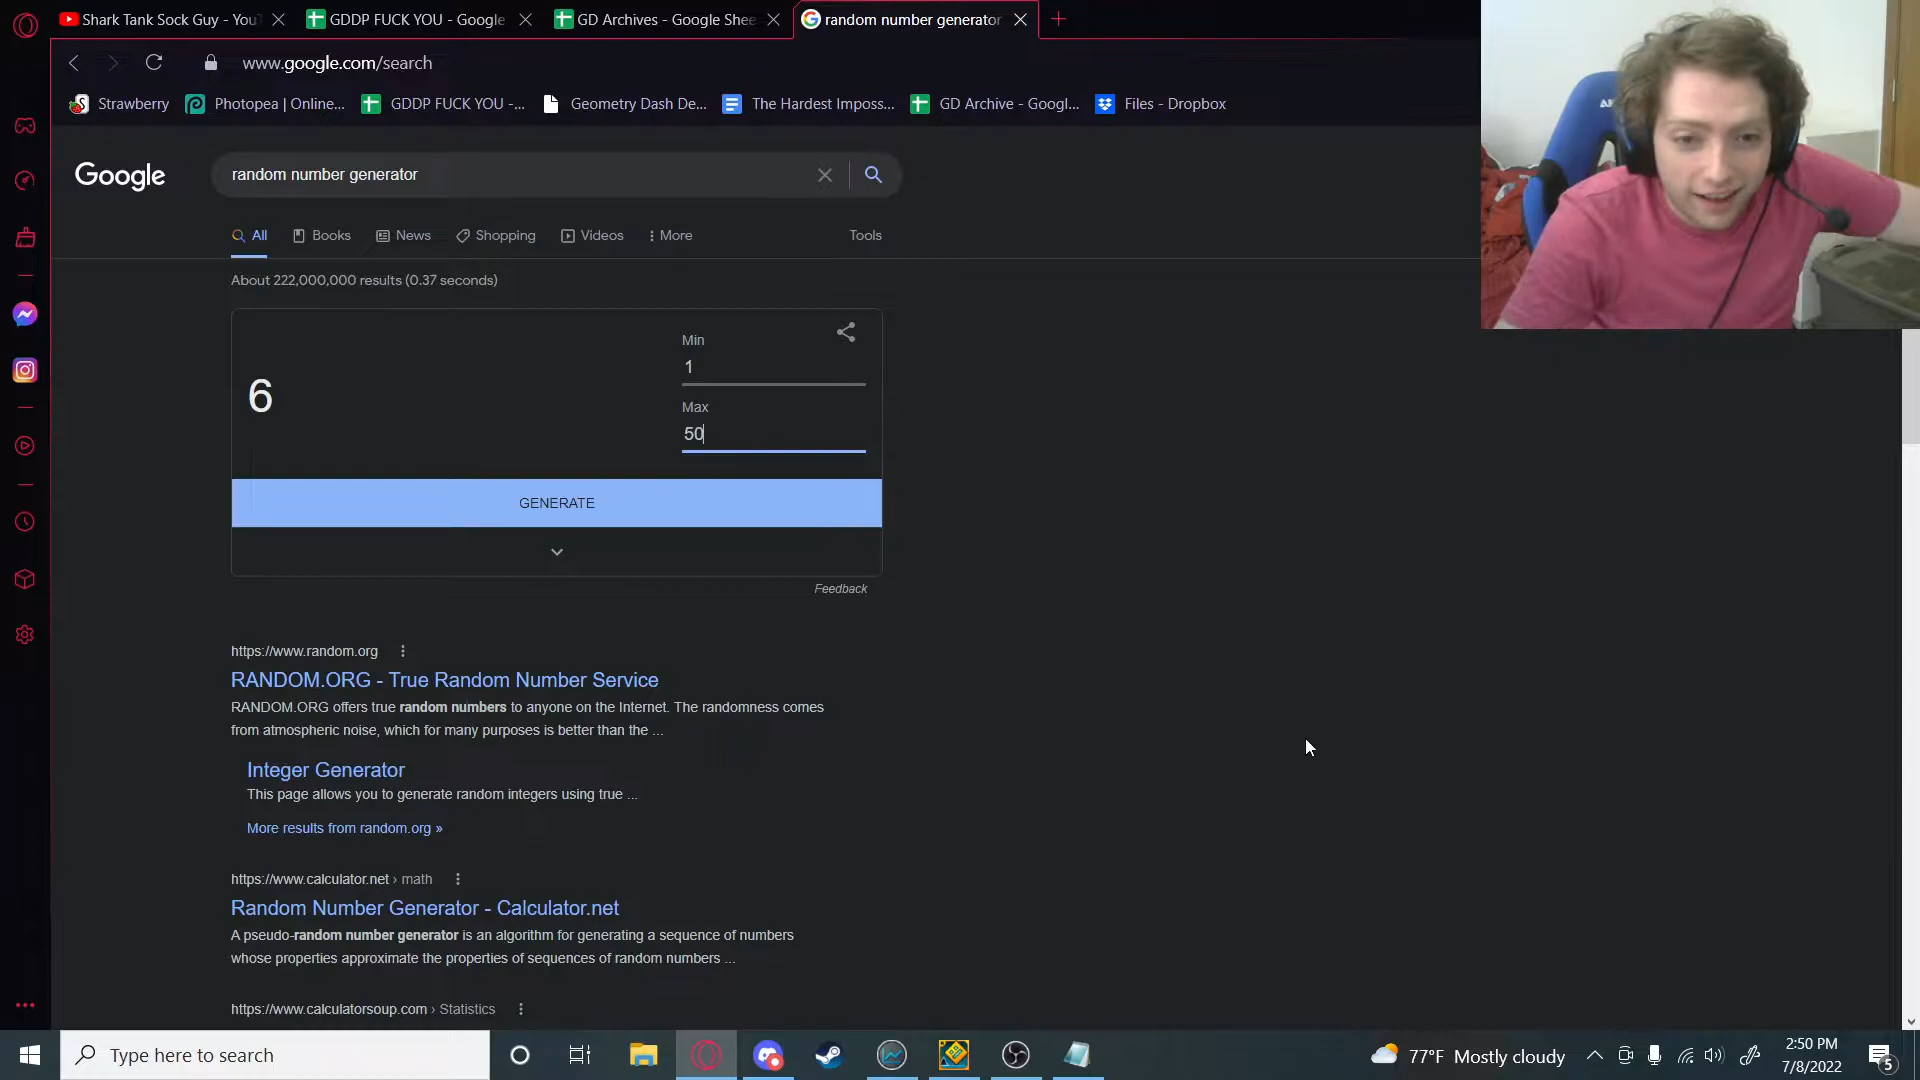 Shark Tank Sock Guy - You
GDDP FUCK YOU - Google
GD Archives - Google Shee
random number generator
www.google.com/search
Strawberry
Photopea | Online...
GDDP FUCK YOU -...
Geometry Dash De...
The Hardest Imposs...
GD Archive - Googl...
Files - Dropbox
Google
random number generator
All
Books
News
Shopping
Videos
More
Tools
About 222,000,000 results (0.37 seconds)
Min
1
6
Max
50
GENERATE
Feedback
https://www.random.org
RANDOM.ORG - True Random Number Service
RANDOM.ORG offers true random numbers to anyone on the Internet. The randomness comes
from atmospheric noise, which for many purposes is better than the ...
Integer Generator
This page allows you to generate random integers using true ...
More results from random.org »
https://www.calculator.net › math
Random Number Generator - Calculator.net
A pseudo-random number generator is an algorithm for generating a sequence of numbers
whose properties approximate the properties of sequences of random numbers ...
https://www.calculatorsoup.com › Statistics
Type here to search
77°F Mostly cloudy
2:50 PM
7/8/2022
5